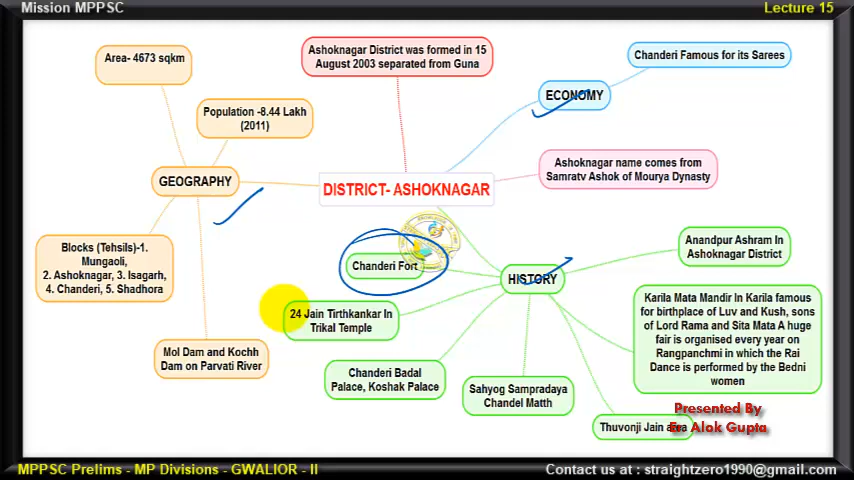 Mission MPPSC
Lecture 15
Area- 4673 sqkm
Ashoknagar District was formed in 15
August 2003 separated from Guna
Chanderi Famous for its Sarees
ECONOMY
Population -8.44 Lakh
(2011)
Ashoknagar name comes from
Samratv Ashok of Mourya Dynasty
GEOGRAPHY
DISTRICT- ASHOKNAGAR
Blocks (Tehsils)-1.
Mungaoli,
2. Ashoknagar, 3. Isagarh,
4. Chanderi, 5. Shadhora
Chanderi Fort
HISTORY
Anandpur Ashram In
Ashoknagar District
24 Jain Tirthkankar In
Trikal Temple
Karila Mata Mandir In Karila famous
for birthplace of Luv and Kush, sons
of Lord Rama and Sita Mata A huge
fair is organised every year on
Rangpanchmi in which the Rai
Dance is performed by the Bedni
women
Mol Dam and Kochh
Dam on Parvati River
Chanderi Badal
Palace, Koshak Palace
Sahyog Sampradaya
Chandel Matth
Thuvonji Jain area
Presented By
Er. Alok Gupta
MPPSC Prelims - MP Divisions - GWALIOR - II
Contact us at : straightzero1990@gmail.com